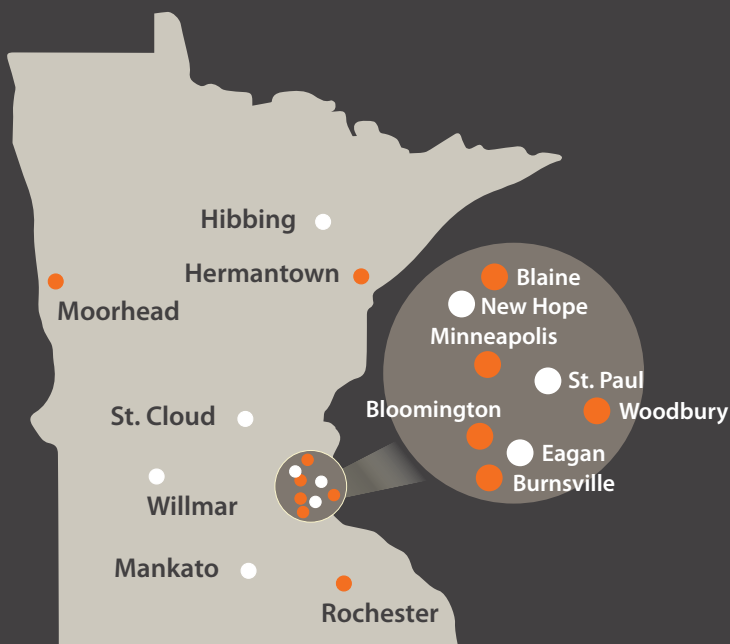 Hibbing
Hermantown
Moorhead
Blaine
New Hope
Minneapolis
St. Paul
Bloomington
Woodbury
Eagan
Burnsville
St. Cloud
Willmar
Mankato
Rochester